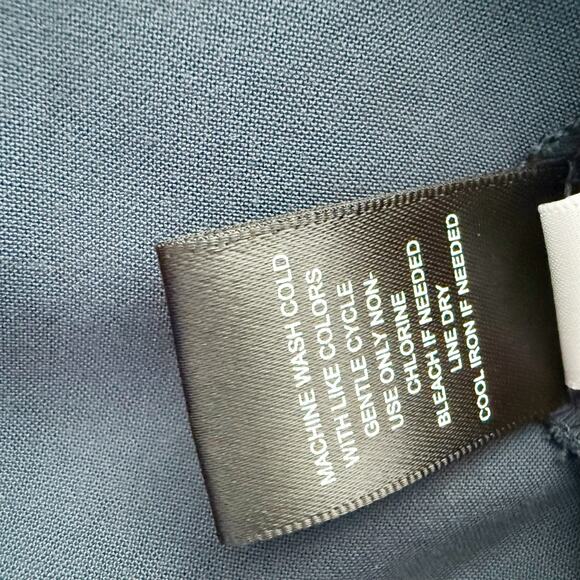 MACHINE WASH COLD
WITH LIKE COLORS
GENTLE CYCLE
USE ONLY NON-
CHLORINE
BLEACH IF NEEDED
LINE DRY
COOL IRON IF NEEDED